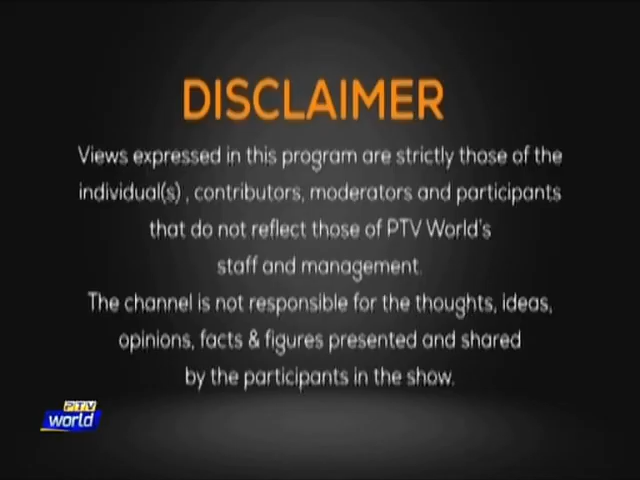 DISCLAIMER
Views expressed in this program are strictly those of the
individual(s) , contributors, moderators and participants
that do not reflect those of PTV World's
staff and management.
The channel is not responsible for the thoughts, ideas,
opinions, facts & figures presented and shared
by the participants in the show.
PTV
world